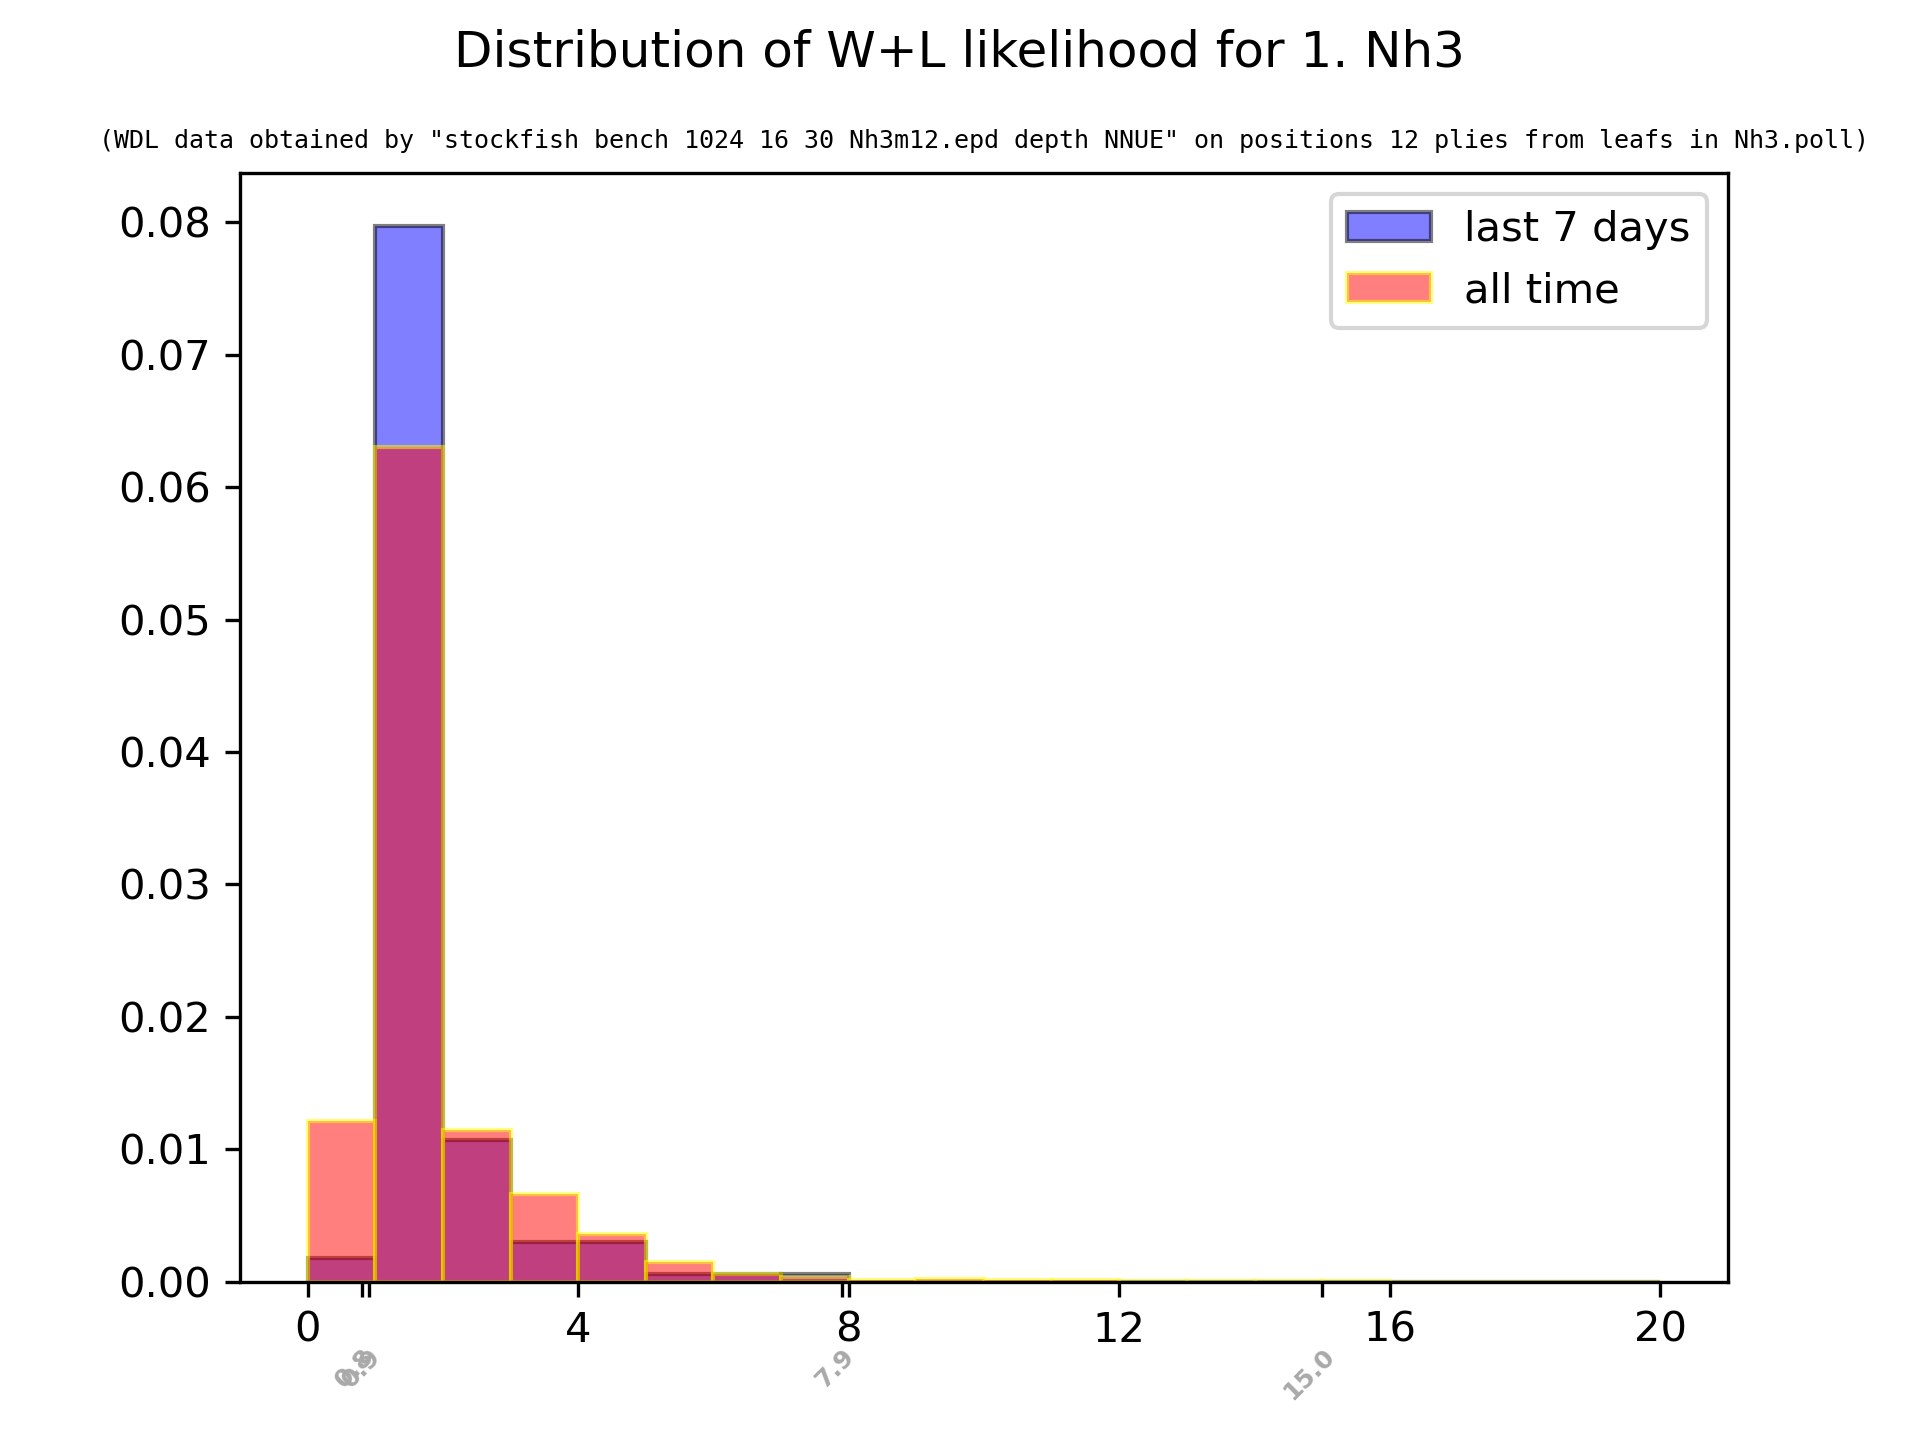 Distribution of W+L likelihood for 1. Nh3
(WDL data obtained by "stockfish bench 1024 16 30 Nh3m12.epd depth NNUE" on positions 12 plies from leafs in Nh3.poll)
last 7 days
all time
0.08
0.07
0.06
0.05
0.04
0.03
0.02
0.01
0.00
0 4 8 12 16 20
7.9 15.0